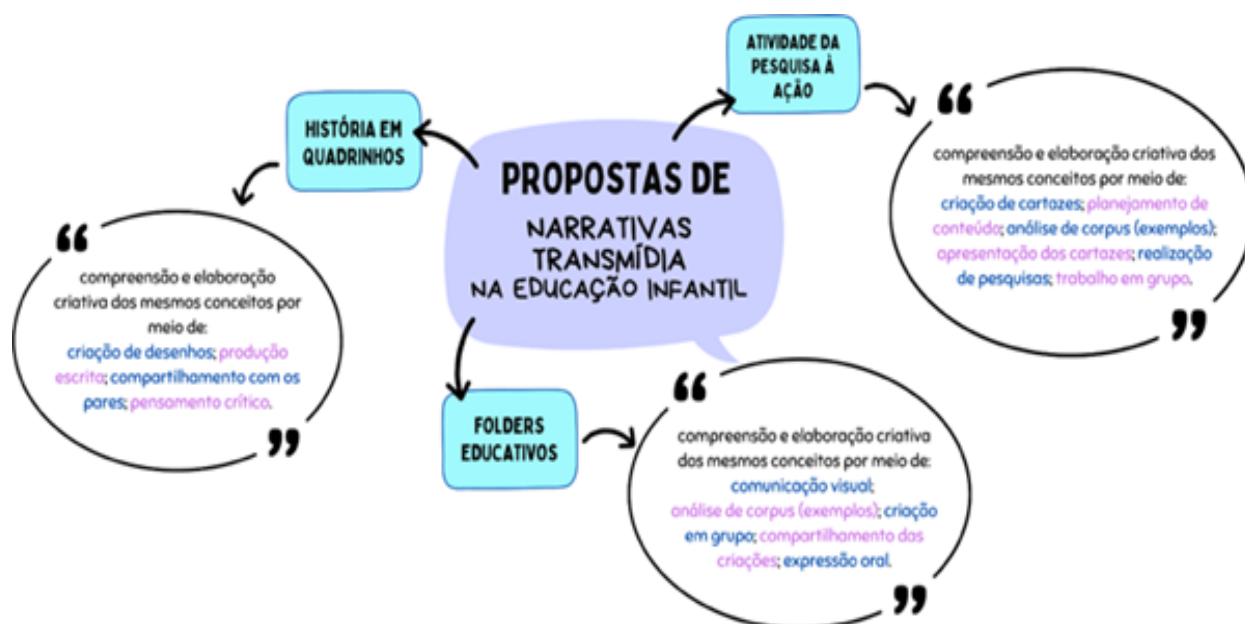 PROPOSTAS DE
NARRATIVAS
TRANSMÍDIA
NA EDUCAÇÃO INFANTIL
HISTÓRIA EM
QUADRINHOS
“
compreensão e elaboração
criativa dos mesmos conceitos por
meio de:
criação de desenhos; produção
escrita; compartilhamento com os
pares; pensamento crítico.
”
ATIVIDADE DA
PESQUISA À
AÇÃO
“
compreensão e elaboração criativa dos
mesmos conceitos por meio de:
criação de cartazes; planejamento de
conteúdo; análise de corpus (exemplos);
apresentação dos cartazes; realização
de pesquisas; trabalho em grupo.
”
FOLDERS
EDUCATIVOS
“
compreensão e elaboração criativa
dos mesmos conceitos por meio de:
comunicação visual;
análise de corpus (exemplos); criação
em grupo; compartilhamento das
criações; expressão oral.
”